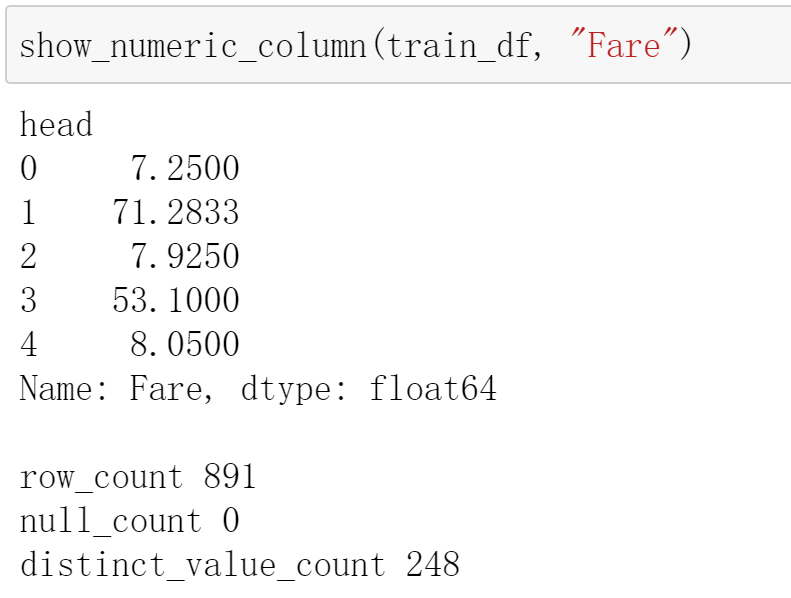 show_numeric_column(train_df, "Fare")
head
0     7.2500
1    71.2833
2     7.9250
3    53.1000
4     8.0500
Name: Fare, dtype: float64
row_count 891
null_count 0
distinct_value_count 248